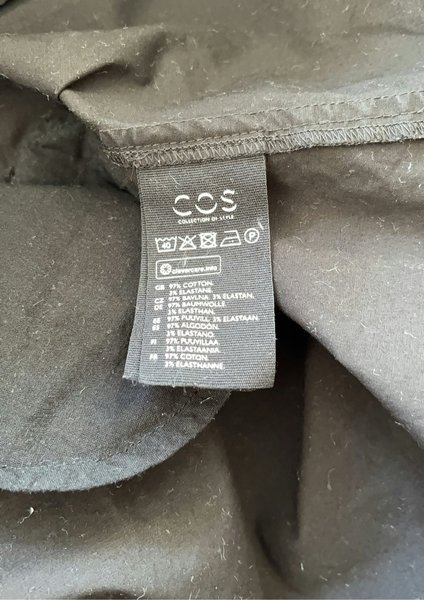 COS
COLLECTION OF STYLE
40 P
clevercare.info
GB 97% COTTON.
3% ELASTANE.
CZ 97% BAVLNA. 3% ELASTAN.
DE 97% BAUMWOLLE.
3% ELASTHAN.
EE 97% PUUVILL. 3% ELASTAAN.
ES 97% ALGODÓN.
3% ELASTANO.
FI 97% PUUVILLAA
3% ELASTAANIA.
FR 97% COTON.
3% ELASTHANNE.